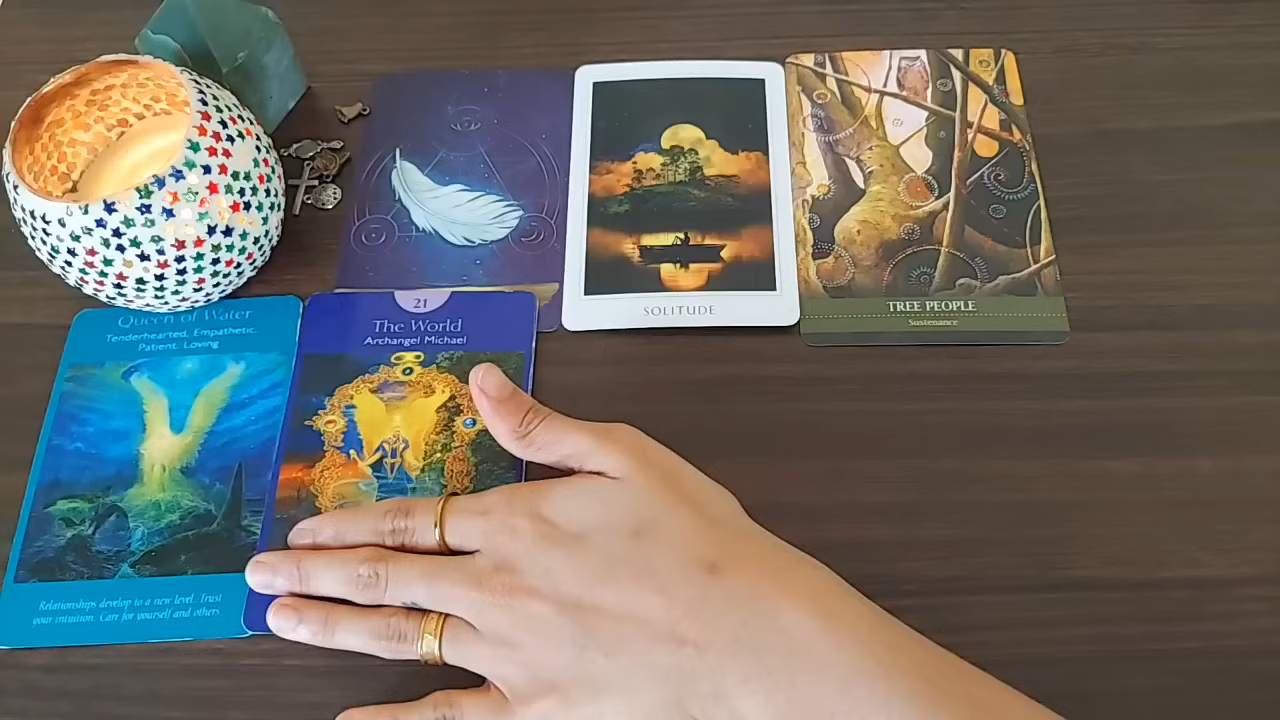 SOLITUDE
TREE PEOPLE
Sustenance
Queen of Water
Tenderhearted, Empathetic,
Patient, Loving
Relationships develop to a new level. Trust
your intuition. Care for yourself and others.
21
The World
Archangel Michael